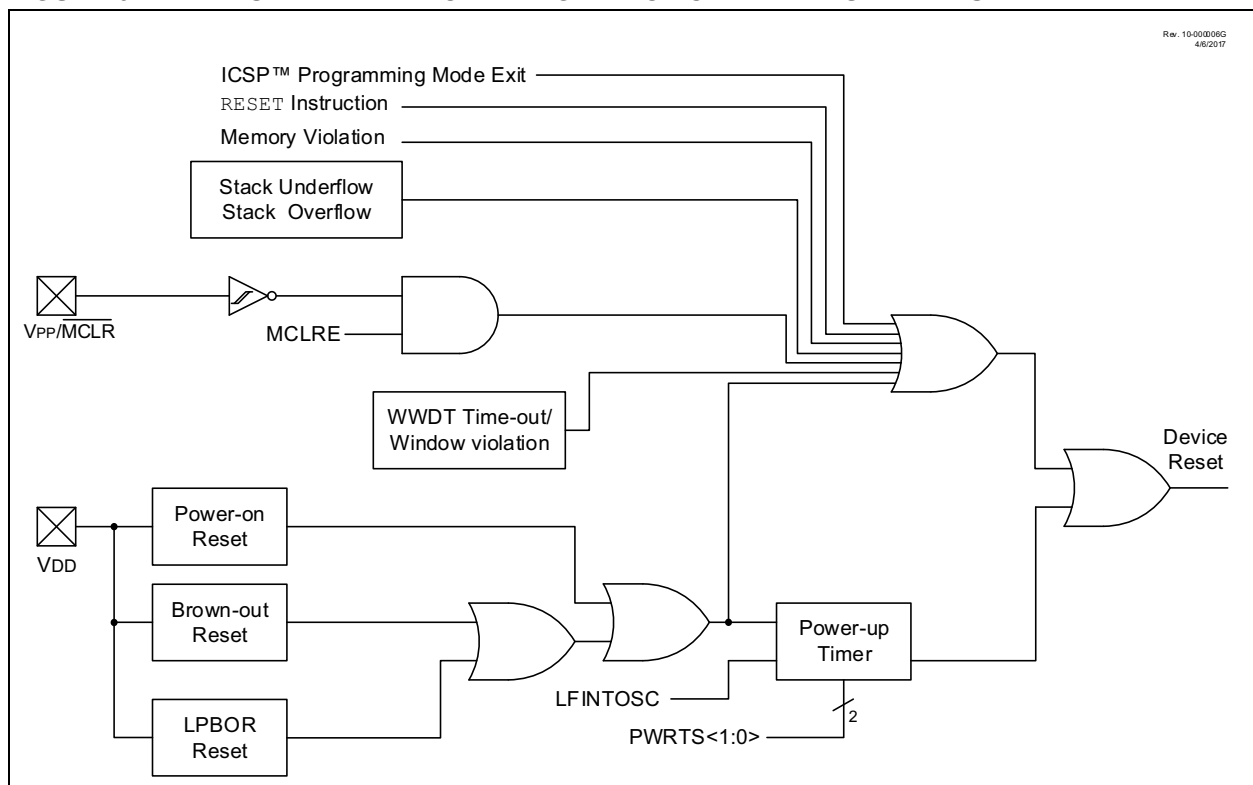 Rev. 10-000006G
4/6/2017
ICSP™ Programming Mode Exit
RESET Instruction
Memory Violation
Stack Underflow
Stack Overflow
VPP/MCLR
MCLRE
WWDT Time-out/
Window violation
Device
Reset
VDD
Power-on
Reset
Brown-out
Reset
LPBOR
Reset
Power-up
Timer
LFINTOSC
2
PWRTS<1:0>